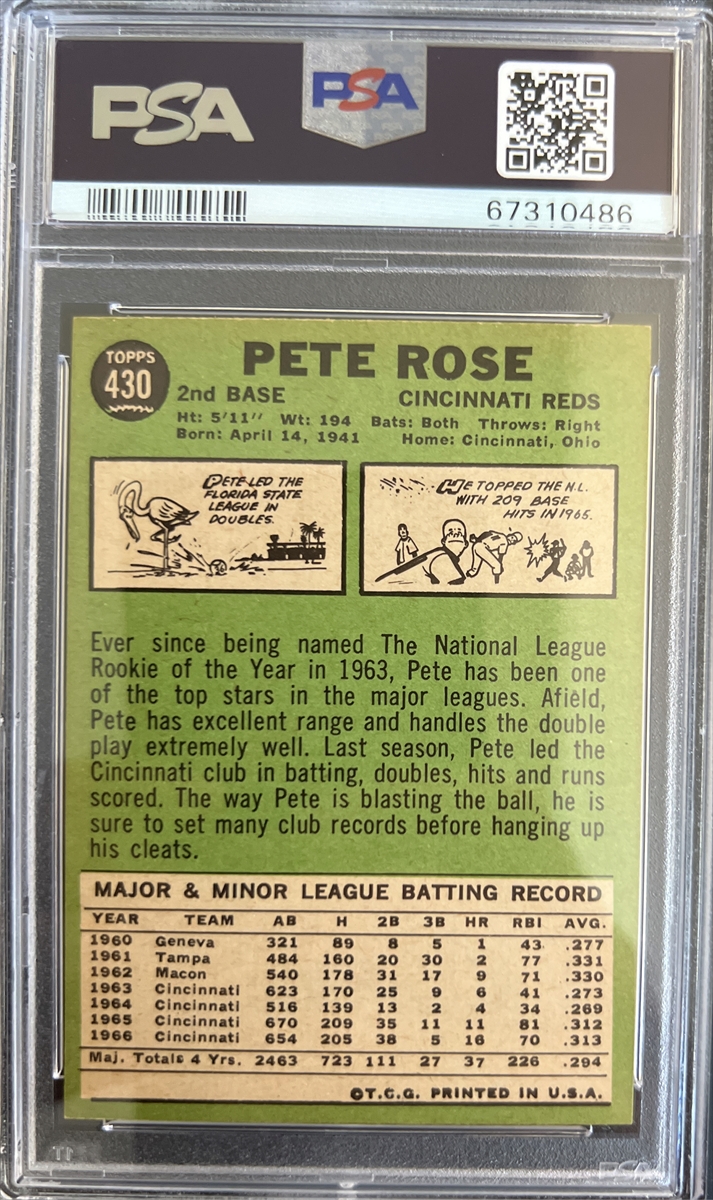 PSA
PSA
67310486
TOPPS
430
PETE ROSE
2nd BASE CINCINNATI REDS
Ht: 5'11" Wt: 194 Bats: Both Throws: Right
Born: April 14, 1941 Home: Cincinnati, Ohio
PETE LED THE
FLORIDA STATE
LEAGUE IN
DOUBLES.
HE TOPPED THE N.L.
WITH 209 BASE
HITS IN 1965.
Ever since being named The National League
Rookie of the Year in 1963, Pete has been one
of the top stars in the major leagues. Afield,
Pete has excellent range and handles the double
play extremely well. Last season, Pete led the
Cincinnati club in batting, doubles, hits and runs
scored. The way Pete is blasting the ball, he is
sure to set many club records before hanging up
his cleats.
MAJOR & MINOR LEAGUE BATTING RECORD
YEAR TEAM AB H 2B 3B HR RBI AVG.
1960 Geneva 321 89 8 5 1 43 .277
1961 Tampa 484 160 20 30 2 77 .331
1962 Macon 540 178 31 17 9 71 .330
1963 Cincinnati 623 170 25 9 6 41 .273
1964 Cincinnati 516 139 13 2 4 34 .269
1965 Cincinnati 670 209 35 11 11 81 .312
1966 Cincinnati 654 205 38 5 16 70 .313
Maj. Totals 4 Yrs. 2463 723 111 27 37 226 .294
©T.C.G. PRINTED IN U.S.A.
PSA